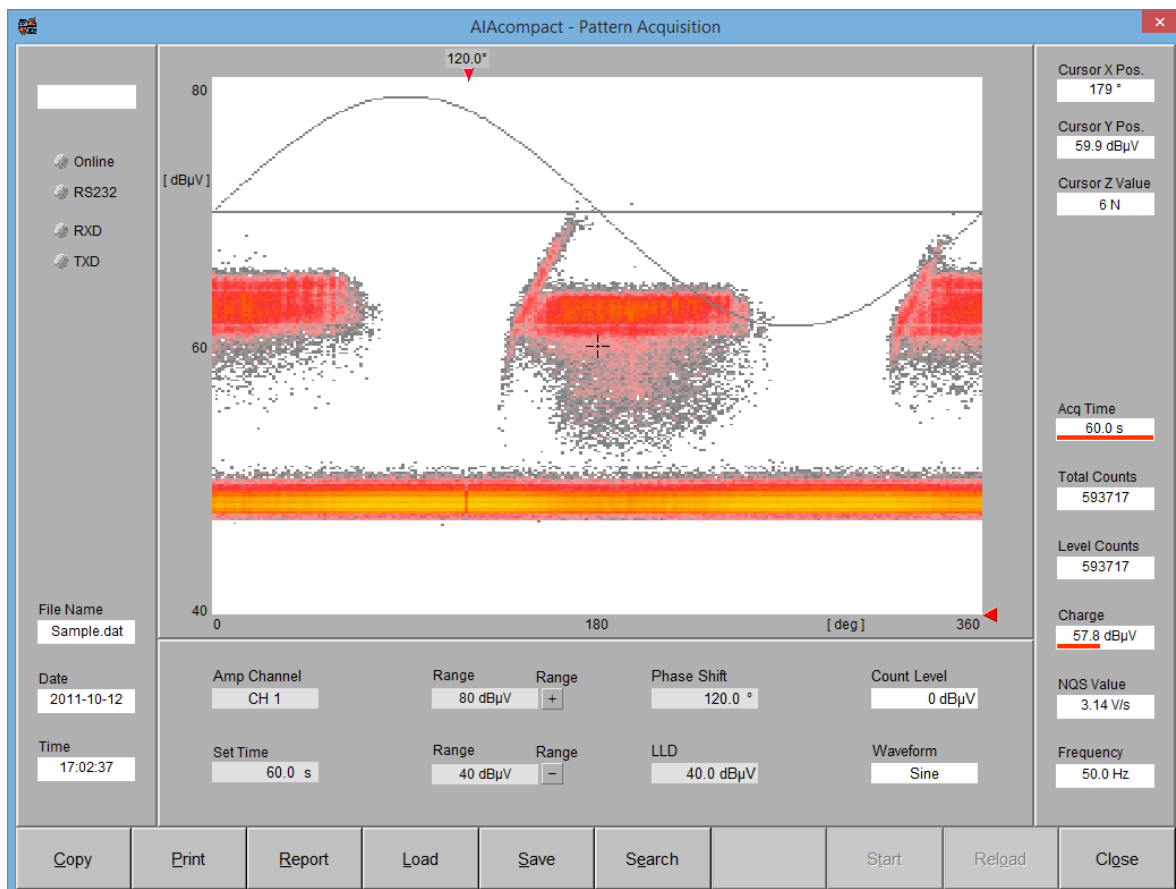 AIAcompact - Pattern Acquisition
Online
RS232
RXD
TXD
File Name
Sample.dat
Date
2011-10-12
Time
17:02:37
120.0°
80
[ dBµV ]
60
40
0
180
[ deg ]
360
Amp Channel
CH 1
Range
80 dBµV
Range
+
Phase Shift
120.0 °
Count Level
0 dBµV
Set Time
60.0 s
Range
40 dBµV
Range
−
LLD
40.0 dBµV
Waveform
Sine
Cursor X Pos.
179 °
Cursor Y Pos.
59.9 dBµV
Cursor Z Value
6 N
Acq Time
60.0 s
Total Counts
593717
Level Counts
593717
Charge
57.8 dBµV
NQS Value
3.14 V/s
Frequency
50.0 Hz
Copy
Print
Report
Load
Save
Search
Start
Reload
Close